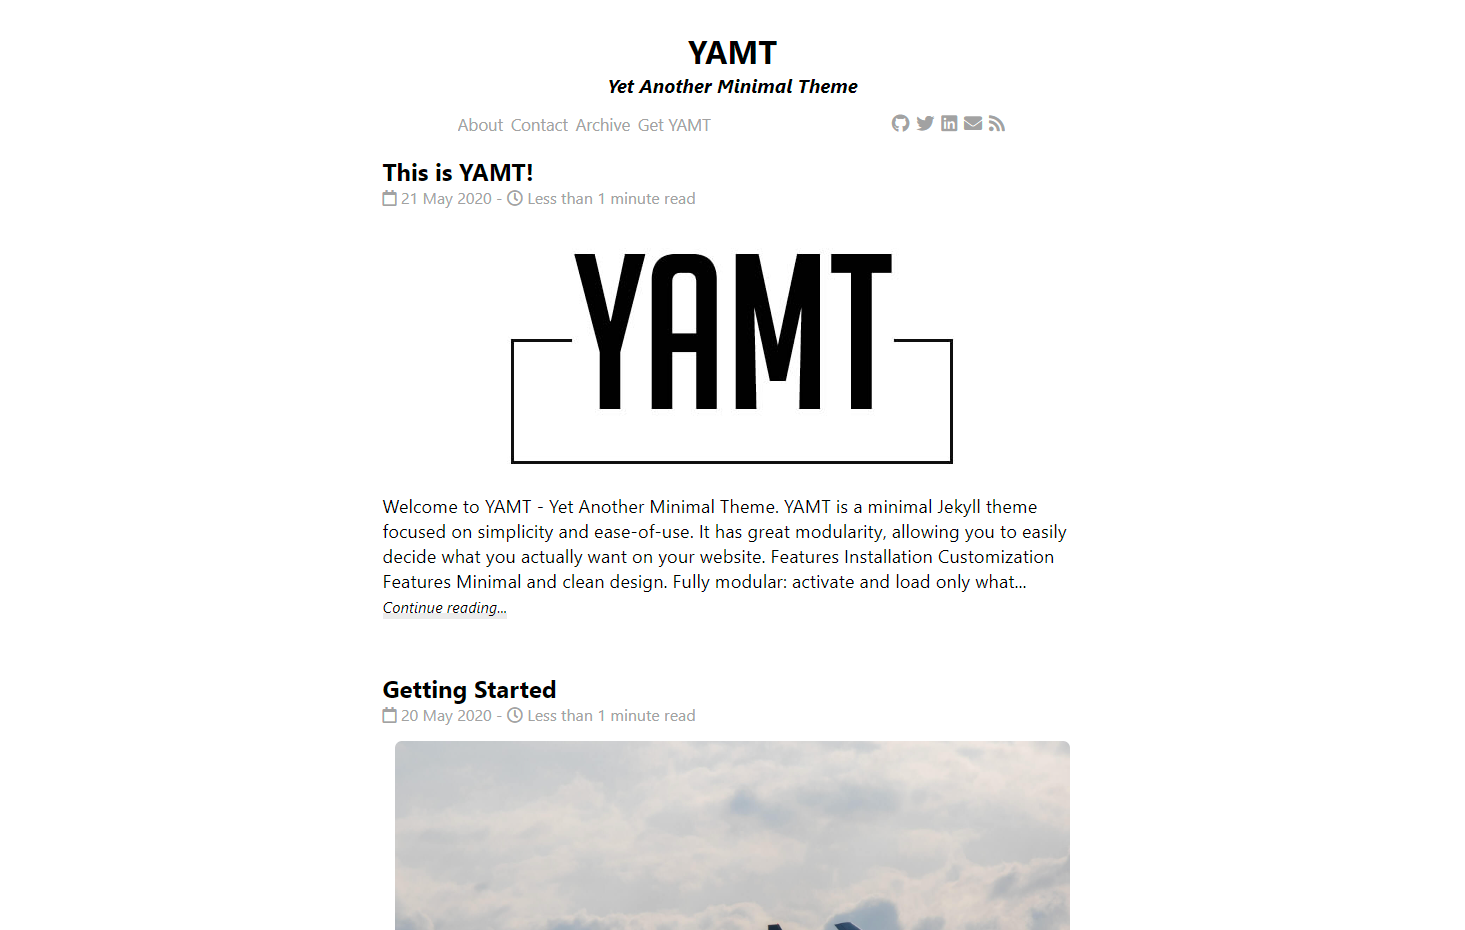 YAMT
Yet Another Minimal Theme
About Contact Archive Get YAMT
This is YAMT!
21 May 2020 - Less than 1 minute read
YAMT
Welcome to YAMT - Yet Another Minimal Theme. YAMT is a minimal Jekyll theme
focused on simplicity and ease-of-use. It has great modularity, allowing you to easily
decide what you actually want on your website. Features Installation Customization
Features Minimal and clean design. Fully modular: activate and load only what...
Continue reading...
Getting Started
20 May 2020 - Less than 1 minute read